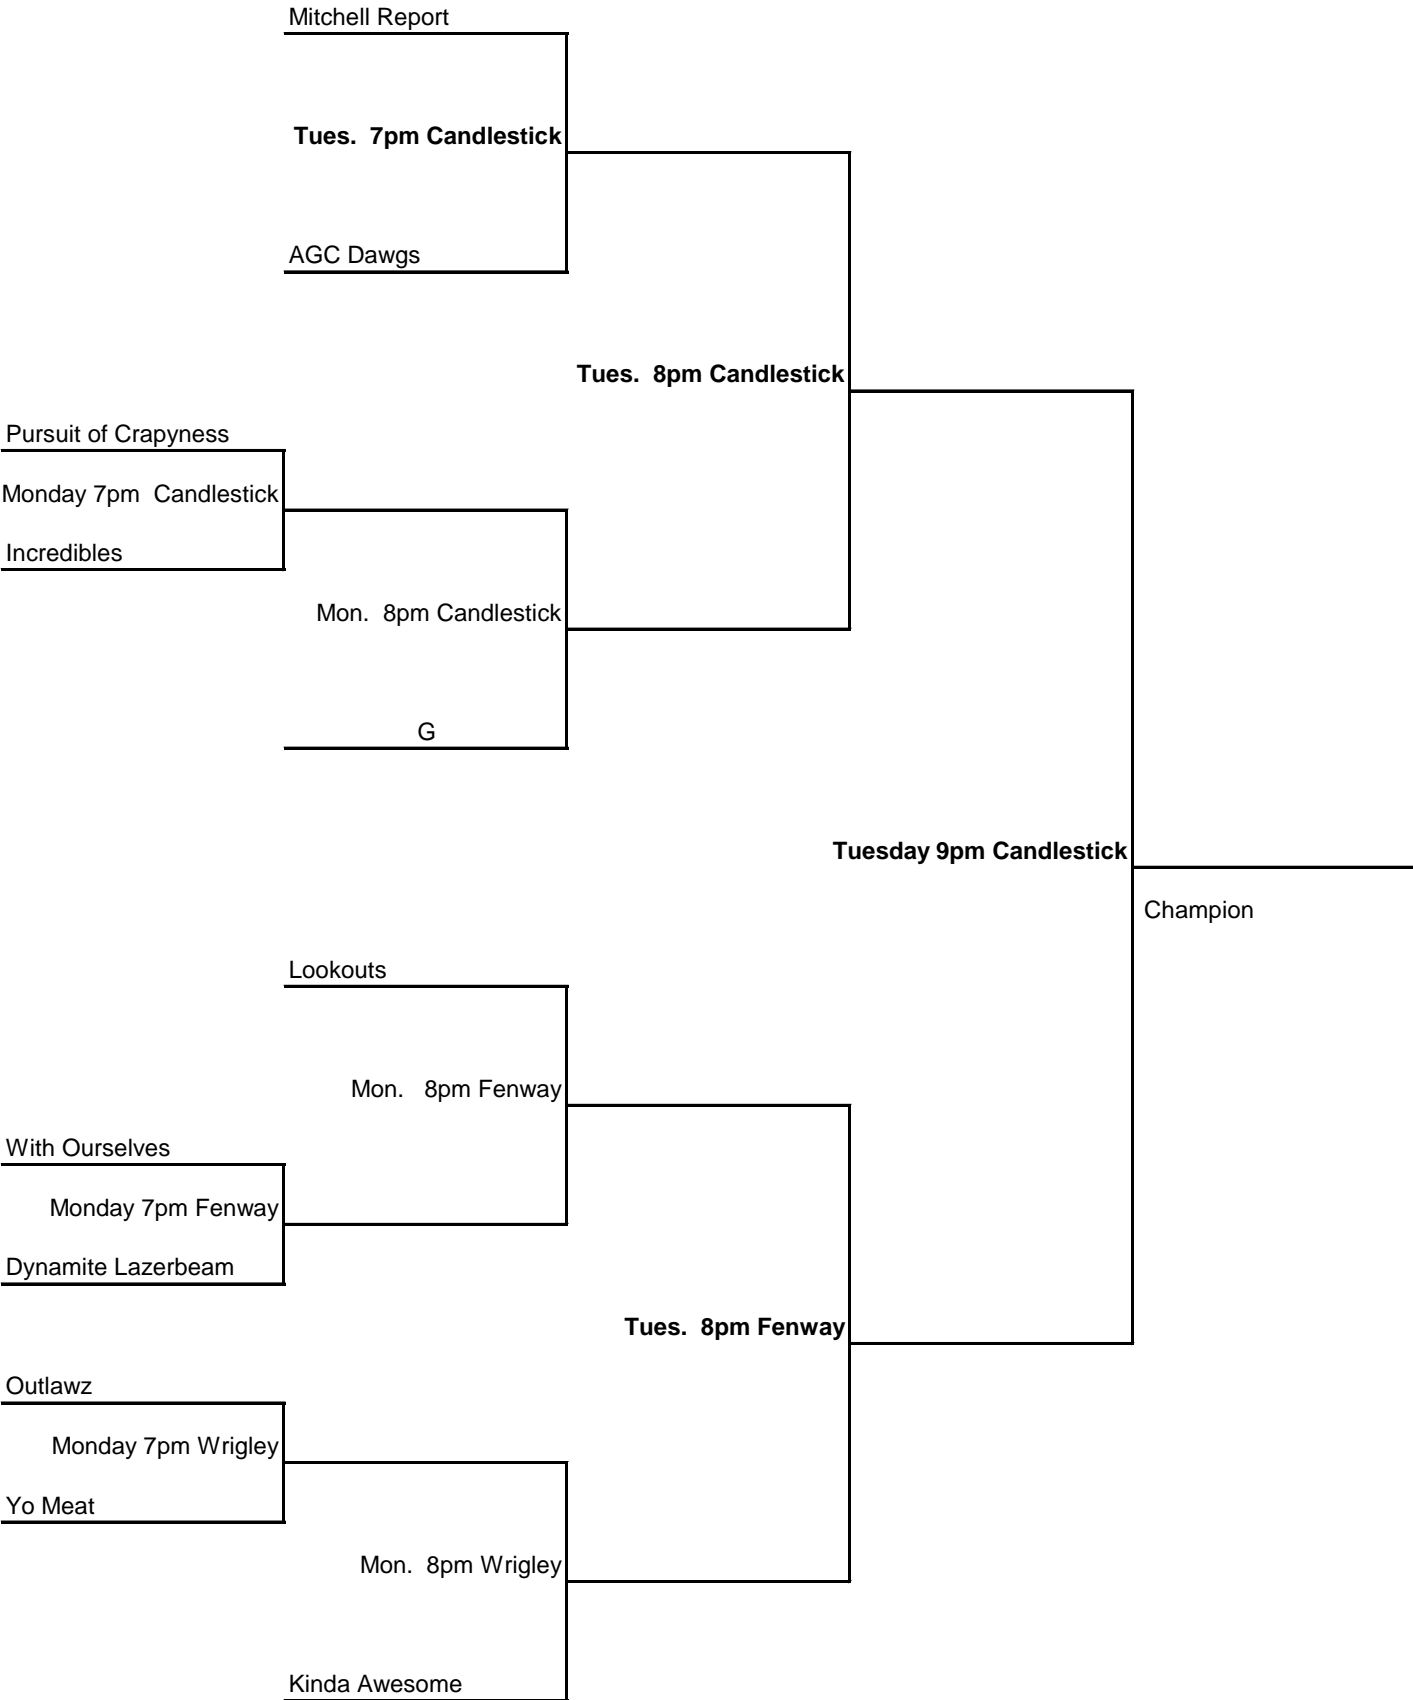 Mitchell Report
Tues.  7pm Candlestick
AGC Dawgs
Tues.  8pm Candlestick
Pursuit of Crapyness
Monday 7pm  Candlestick
Incredibles
Mon.  8pm Candlestick
G
Tuesday 9pm Candlestick
Champion
Lookouts
Mon.   8pm Fenway
With Ourselves
Monday 7pm Fenway
Dynamite Lazerbeam
Tues.  8pm Fenway
Outlawz
Monday 7pm Wrigley
Yo Meat
Mon.  8pm Wrigley
Kinda Awesome